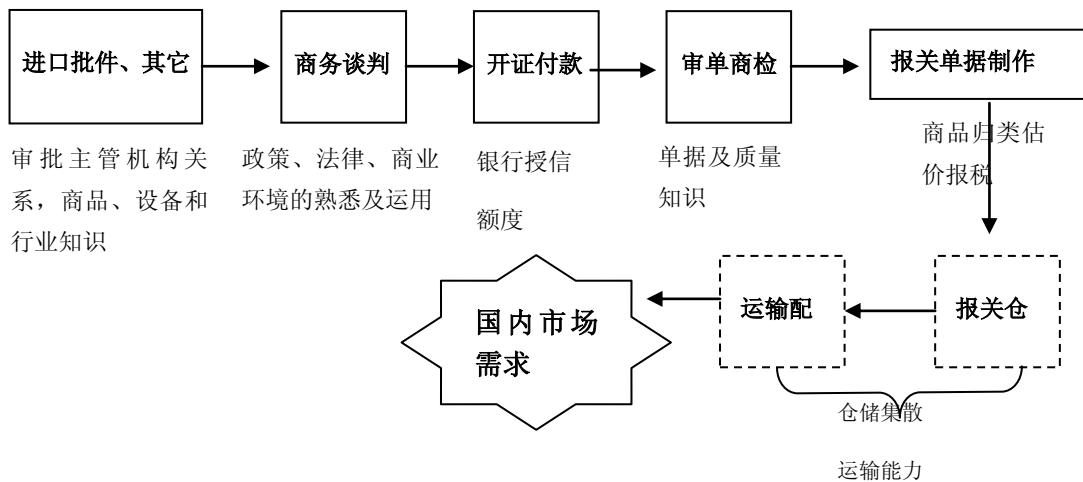 进口批件、其它
商务谈判
开证付款
审单商检
报关单据制作
审批主管机构关
系，商品、设备和
行业知识
政策、法律、商业
环境的熟悉及运用
银行授信
额度
单据及质量
知识
商品归类估
价报税
国内市场
需求
运输配
报关仓
仓储集散
运输能力